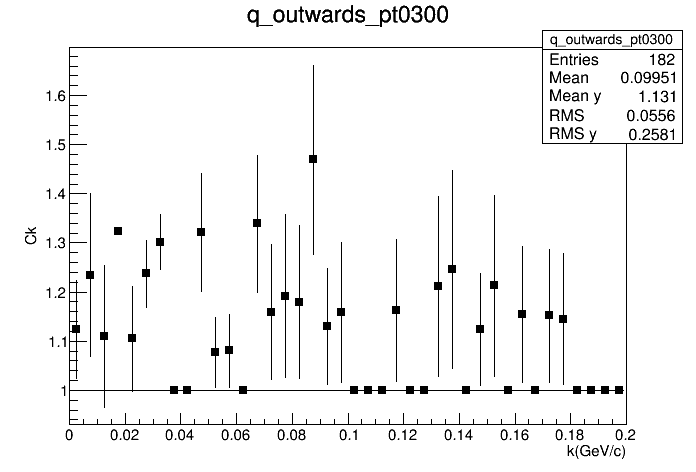 q_outwards_pt0300
q_outwards_pt0300
Entries 182
Mean 0.09951
Mean y 1.131
RMS 0.0556
RMS y 0.2581
Ck
1.6
1.5
1.4
1.3
1.2
1.1
1
0 0.02 0.04 0.06 0.08 0.1 0.12 0.14 0.16 0.18 0.2
k(GeV/c)